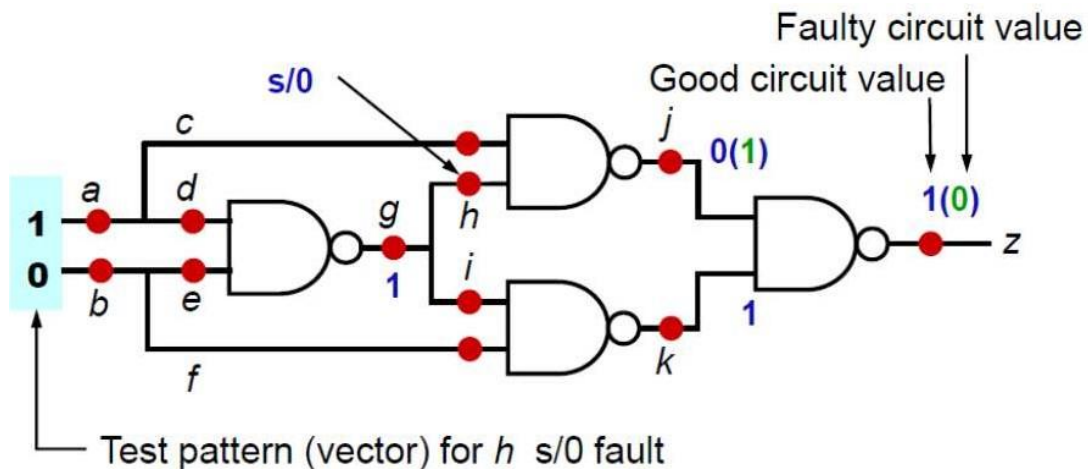 Faulty circuit value
Good circuit value
s/0
c
j
0(1)
1(0)
a
d
1
g
h
z
0
b
e
1
i
1
f
k
Test pattern (vector) for h s/0 fault